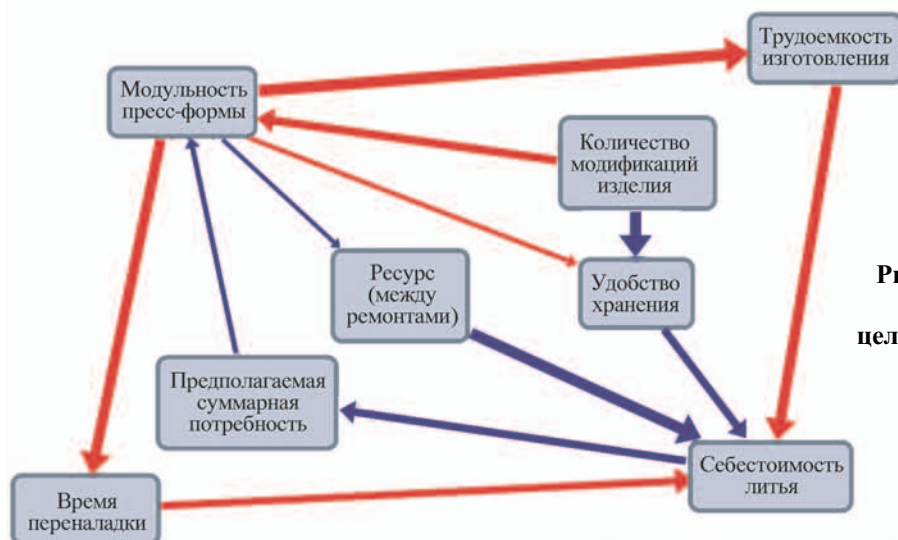 Трудоемкость
изготовления
Модульность
пресс-формы
Количество
модификаций
изделия
Ресурс
(между
ремонтами)
Удобство
хранения
Предполагаемая
суммарная
потребность
Себестоимость
литья
Время
переналадки